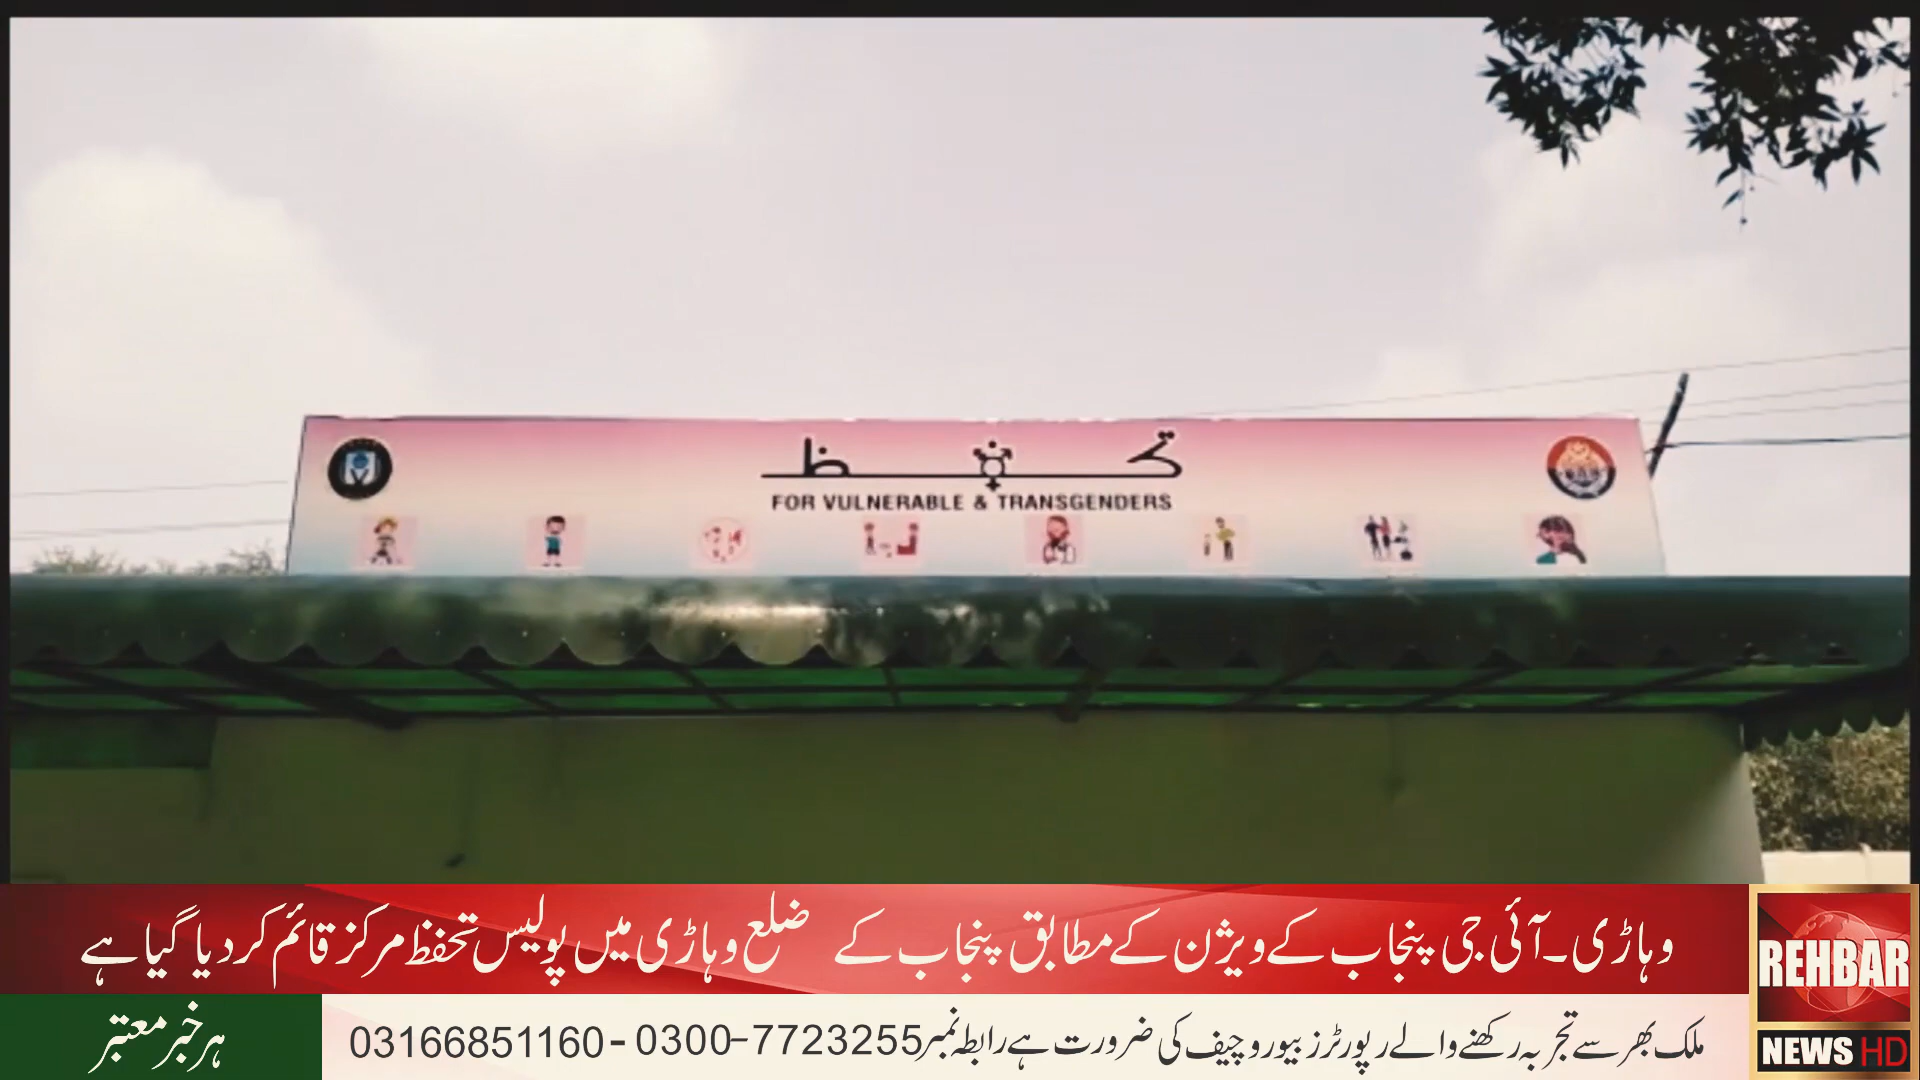 تحفظ
FOR VULNERABLE & TRANSGENDERS
وہاڑی۔آئی جی پنجاب کے ویژن کے مطابق پنجاب کے ضلع وہاڑی میں پولیس تحفظ مرکز قائم کر دیا گیا ہے
REHBAR
NEWS HD
ہر خبر معتبر
ملک بھر سے تجربہ رکھنے والے رپورٹرز بیورو چیف کی ضرورت ہے رابطہ نمبر 0300-7723255 - 03166851160